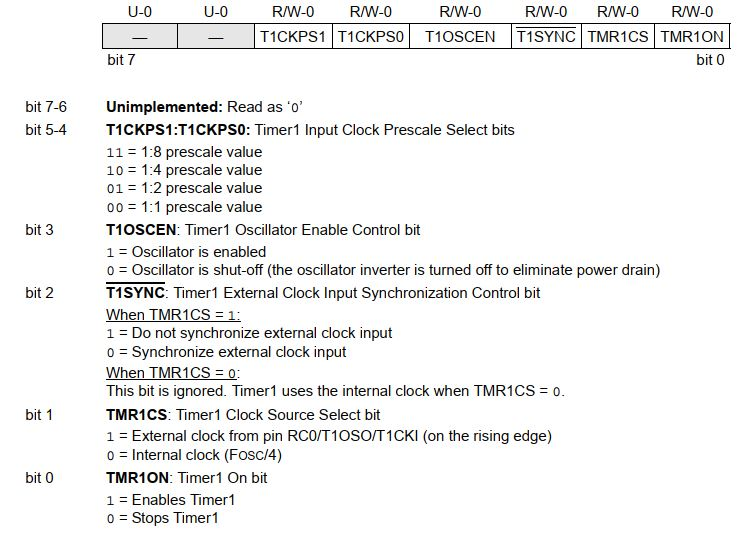 U-0 U-0 R/W-0 R/W-0 R/W-0 R/W-0 R/W-0 R/W-0
— — T1CKPS1 T1CKPS0 T1OSCEN T1SYNC TMR1CS TMR1ON
bit 7 bit 0
bit 7-6 Unimplemented: Read as ‘0’
bit 5-4 T1CKPS1:T1CKPS0: Timer1 Input Clock Prescale Select bits
11 = 1:8 prescale value
10 = 1:4 prescale value
01 = 1:2 prescale value
00 = 1:1 prescale value
bit 3 T1OSCEN: Timer1 Oscillator Enable Control bit
1 = Oscillator is enabled
0 = Oscillator is shut-off (the oscillator inverter is turned off to eliminate power drain)
bit 2 T1SYNC: Timer1 External Clock Input Synchronization Control bit
When TMR1CS = 1:
1 = Do not synchronize external clock input
0 = Synchronize external clock input
When TMR1CS = 0:
This bit is ignored. Timer1 uses the internal clock when TMR1CS = 0.
bit 1 TMR1CS: Timer1 Clock Source Select bit
1 = External clock from pin RC0/T1OSO/T1CKI (on the rising edge)
0 = Internal clock (FOSC/4)
bit 0 TMR1ON: Timer1 On bit
1 = Enables Timer1
0 = Stops Timer1